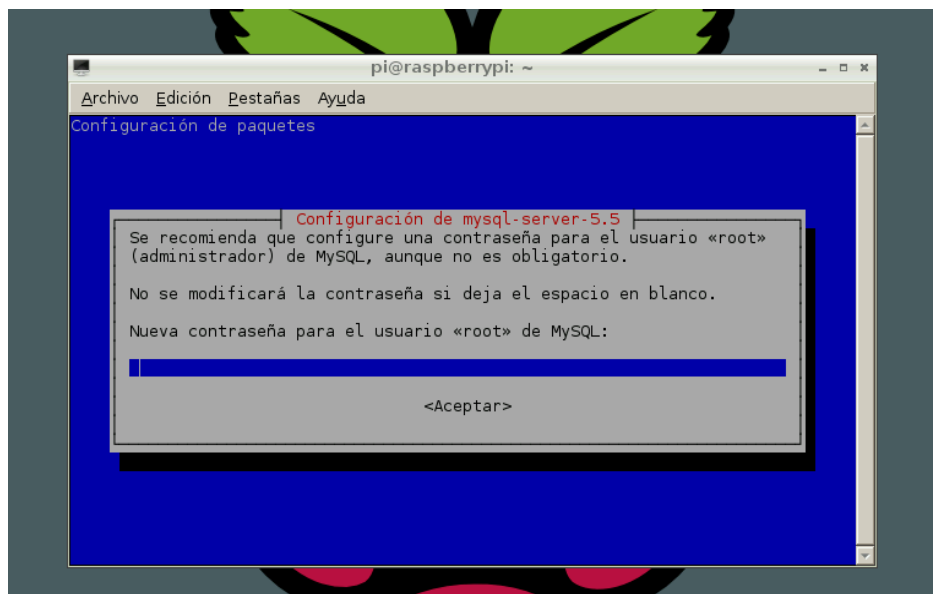 pi@raspberrypi: ~
Archivo Edición Pestañas Ayuda
Configuración de paquetes
Configuración de mysql-server-5.5
Se recomienda que configure una contraseña para el usuario «root»
(administrador) de MySQL, aunque no es obligatorio.
No se modificará la contraseña si deja el espacio en blanco.
Nueva contraseña para el usuario «root» de MySQL:
<Aceptar>